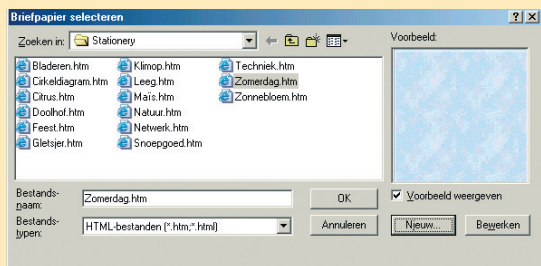 Briefpapier selecteren
Zoeken in: Stationery
Voorbeeld:
Bladeren.htm
Cirkeldiagram.htm
Citrus.htm
Doolhof.htm
Feest.htm
Gletsjer.htm
Klimop.htm
Leeg.htm
Maïs.htm
Natuur.htm
Netwerk.htm
Snoepgoed.htm
Techniek.htm
Zomerdag.htm
Zonnebloem.htm
Bestands-
naam: Zomerdag.htm
OK
Voorbeeld weergeven
Bestands-
typen: HTML-bestanden (*.htm;*.html)
Annuleren
Nieuw...
Bewerken